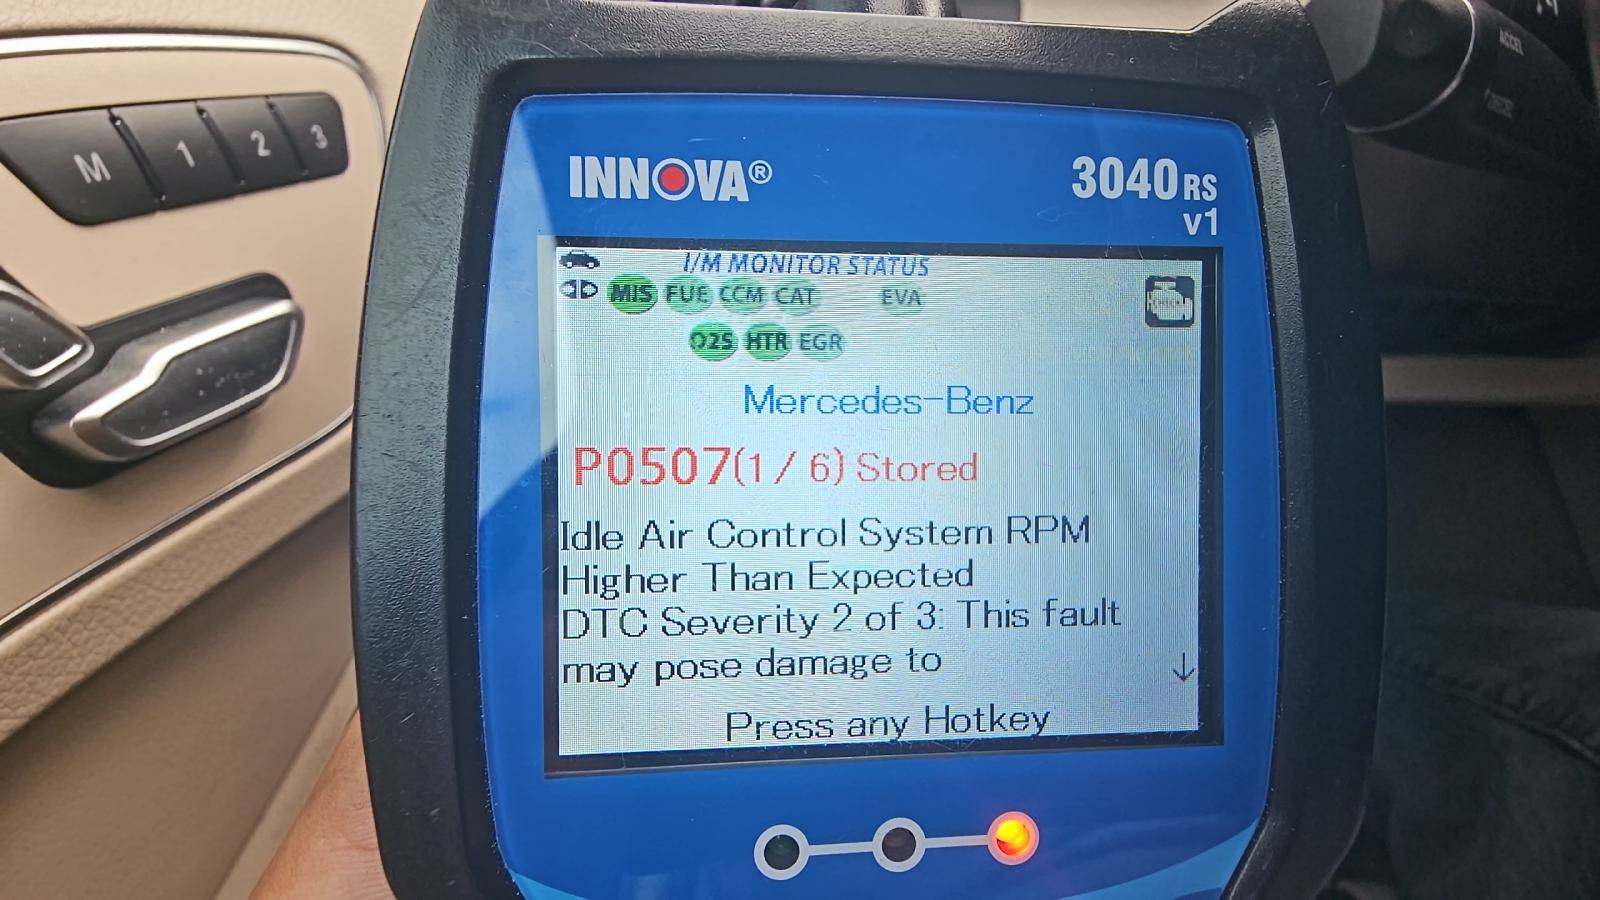 M 1 2 3
INNOVA® 3040RS
v1
I/M MONITOR STATUS
MIS FUE CCM CAT EVA
O2S HTR EGR
Mercedes-Benz
P0507(1 / 6) Stored
Idle Air Control System RPM
Higher Than Expected
DTC Severity 2 of 3: This fault
may pose damage to ↓
Press any Hotkey
ACCEL